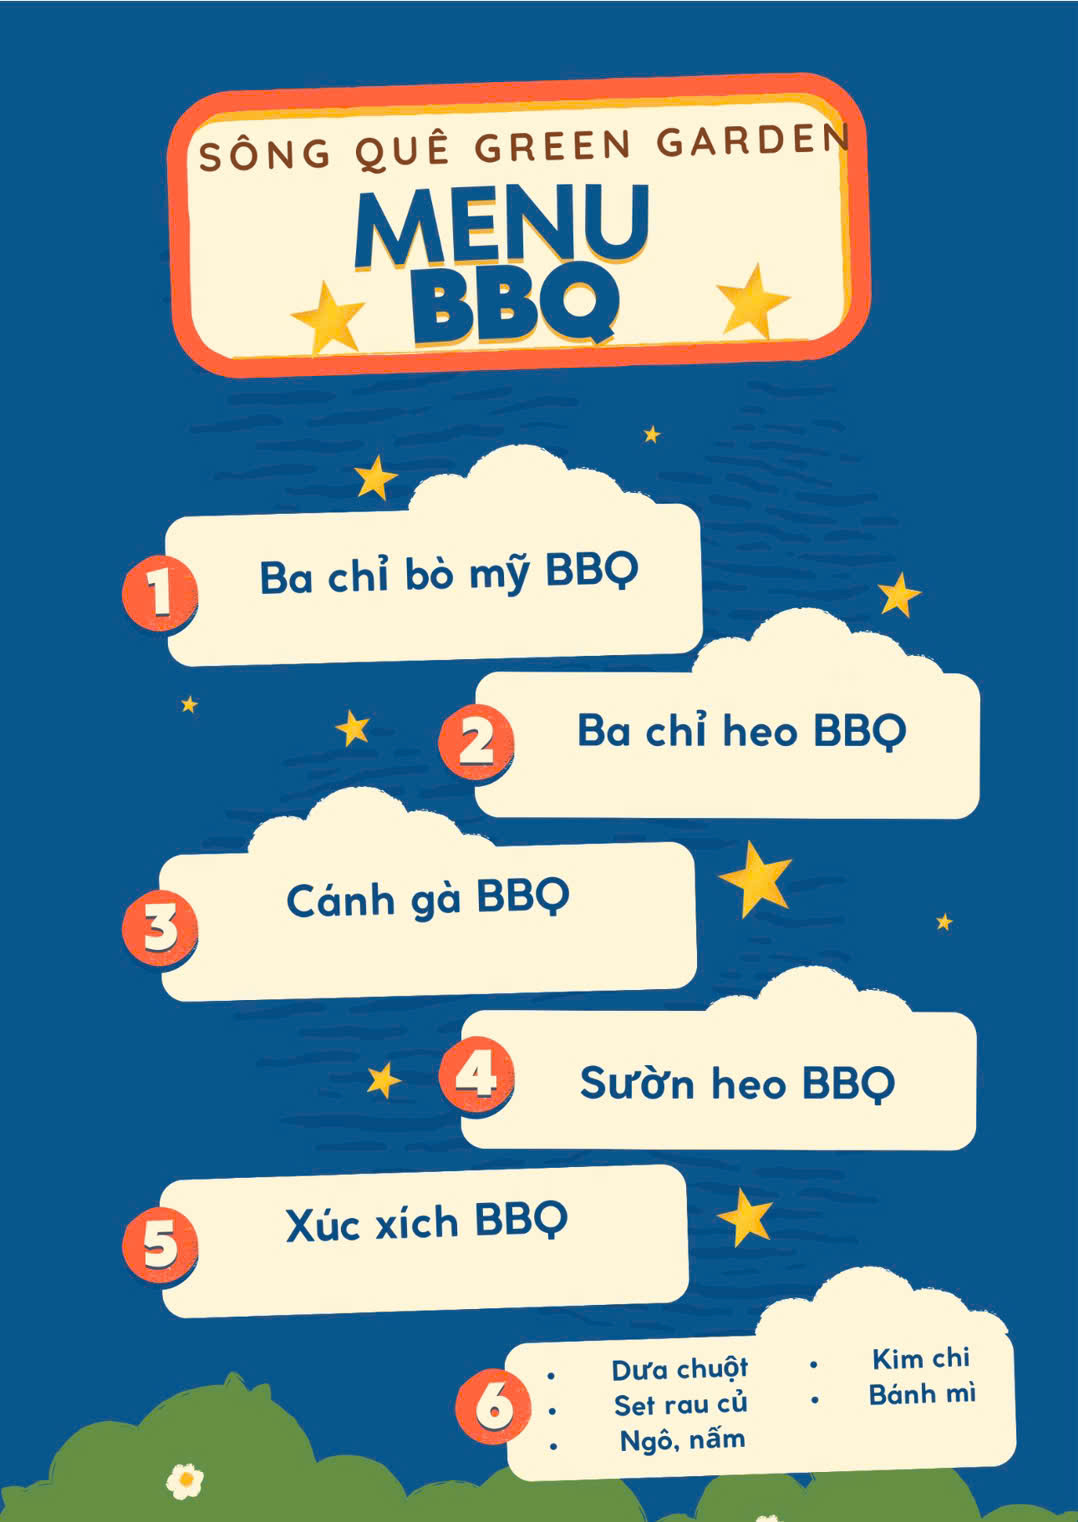 SÔNG QUÊ GREEN GARDEN
MENU
BBQ
1
Ba chỉ bò mỹ BBQ
2
Ba chỉ heo BBQ
3
Cánh gà BBQ
4
Sườn heo BBQ
5
Xúc xích BBQ
6
• Dưa chuột
• Set rau củ
• Ngô, nấm
• Kim chi
• Bánh mì